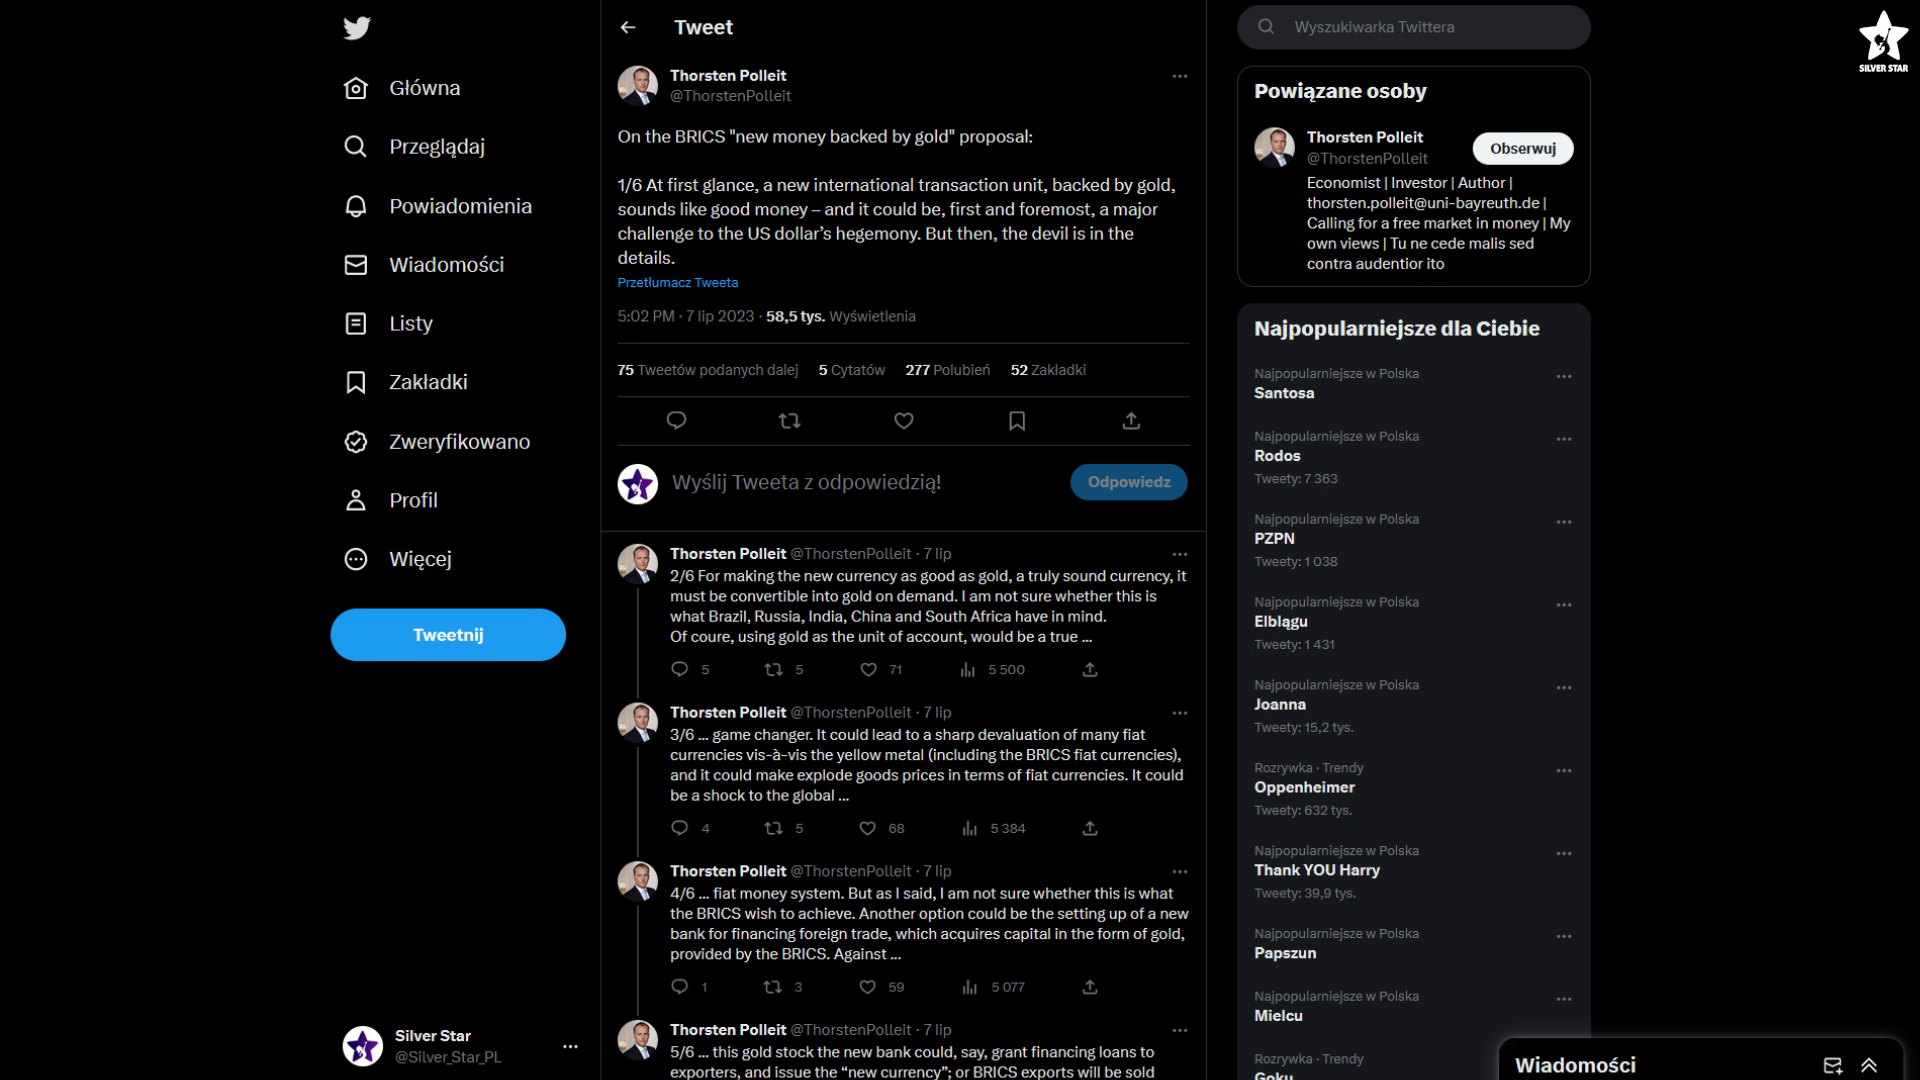 Główna
Przeglądaj
Powiadomienia
Wiadomości
Listy
Zakładki
Zweryfikowano
Profil
Więcej
Tweetnij
Silver Star
@Silver_Star_PL
Tweet
Thorsten Polleit
@ThorstenPolleit
On the BRICS "new money backed by gold" proposal:
1/6 At first glance, a new international transaction unit, backed by gold,
sounds like good money – and it could be, first and foremost, a major
challenge to the US dollar’s hegemony. But then, the devil is in the
details.
Przetłumacz Tweeta
5:02 PM · 7 lip 2023 · 58,5 tys. Wyświetlenia
75 Tweetów podanych dalej 5 Cytatów 277 Polubień 52 Zakładki
Wyślij Tweeta z odpowiedzią!
Odpowiedz
Thorsten Polleit @ThorstenPolleit · 7 lip
2/6 For making the new currency as good as gold, a truly sound currency, it
must be convertible into gold on demand. I am not sure whether this is
what Brazil, Russia, India, China and South Africa have in mind.
Of coure, using gold as the unit of account, would be a true ...
5 5 71 5 500
Thorsten Polleit @ThorstenPolleit · 7 lip
3/6 ... game changer. It could lead to a sharp devaluation of many fiat
currencies vis-à-vis the yellow metal (including the BRICS fiat currencies),
and it could make explode goods prices in terms of fiat currencies. It could
be a shock to the global ...
4 5 68 5 384
Thorsten Polleit @ThorstenPolleit · 7 lip
4/6 ... fiat money system. But as I said, I am not sure whether this is what
the BRICS wish to achieve. Another option could be the setting up of a new
bank for financing foreign trade, which acquires capital in the form of gold,
provided by the BRICS. Against ...
1 3 59 5 077
Thorsten Polleit @ThorstenPolleit · 7 lip
5/6 ... this gold stock the new bank could, say, grant financing loans to
exporters, and issue the “new currency”; or BRICS exports will be sold
Wyszukiwarka Twittera
Powiązane osoby
Thorsten Polleit
@ThorstenPolleit
Obserwuj
Economist | Investor | Author |
thorsten.polleit@uni-bayreuth.de |
Calling for a free market in money | My
own views | Tu ne cede malis sed
contra audentior ito
Najpopularniejsze dla Ciebie
Najpopularniejsze w Polska
Santosa
Najpopularniejsze w Polska
Rodos
Tweety: 7 363
Najpopularniejsze w Polska
PZPN
Tweety: 1 038
Najpopularniejsze w Polska
Elblągu
Tweety: 1 431
Najpopularniejsze w Polska
Joanna
Tweety: 15,2 tys.
Rozrywka · Trendy
Oppenheimer
Tweety: 632 tys.
Najpopularniejsze w Polska
Thank YOU Harry
Tweety: 39,9 tys.
Najpopularniejsze w Polska
Papszun
Najpopularniejsze w Polska
Mielcu
Rozrywka · Trendy
Goku
Wiadomości
SILVER STAR